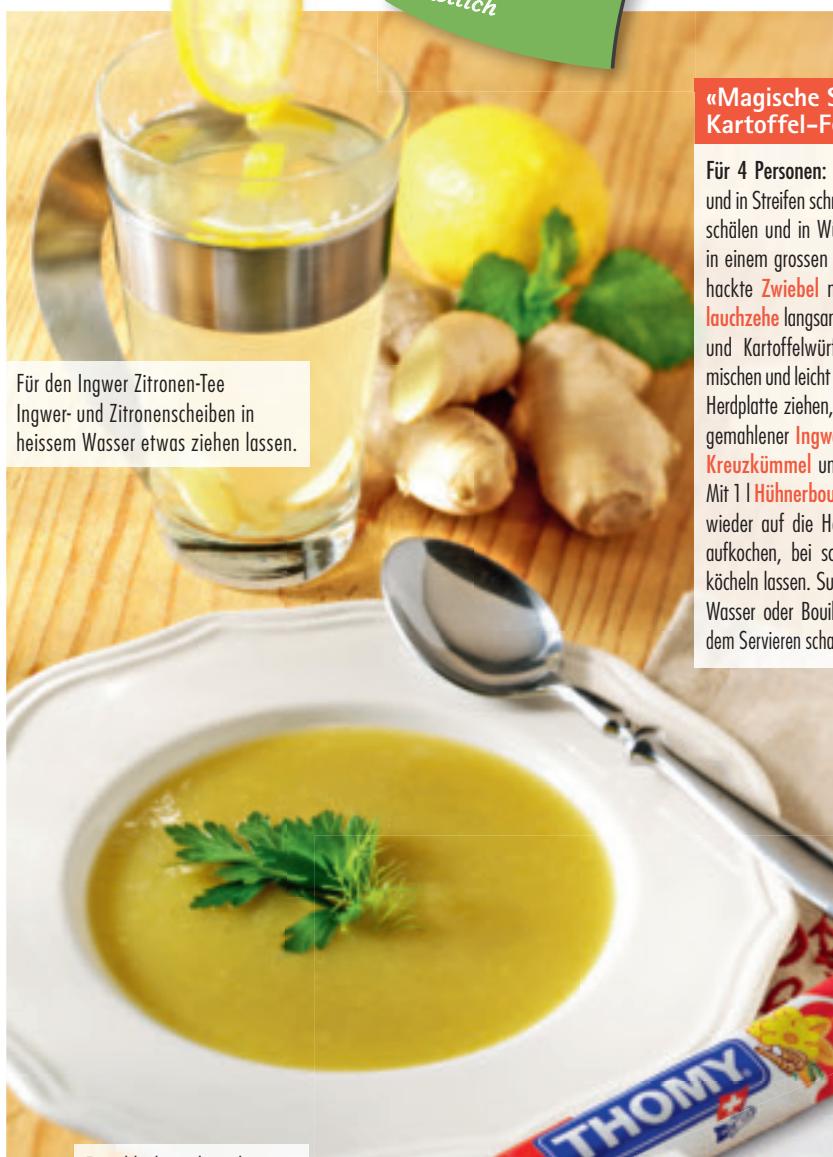 «Magische S
Kartoffel-F
Für 4 Personen:
und in Streifen schn
schälen und in Wü
in einem grossen
hackte Zwiebel
lauchzehe langsam
und Kartoffelwürf
mischen und leicht
Herdplatte ziehen,
gemahlener Ingwe
Kreuzkümmel un
Mit 1 l Hühnerbou
wieder auf die He
aufkochen, bei sc
köcheln lassen. Su
Wasser oder Bouil
dem Servieren scha
Für den Ingwer Zitronen-Tee
Ingwer- und Zitronenscheiben in
heissem Wasser etwas ziehen lassen.
THOMY